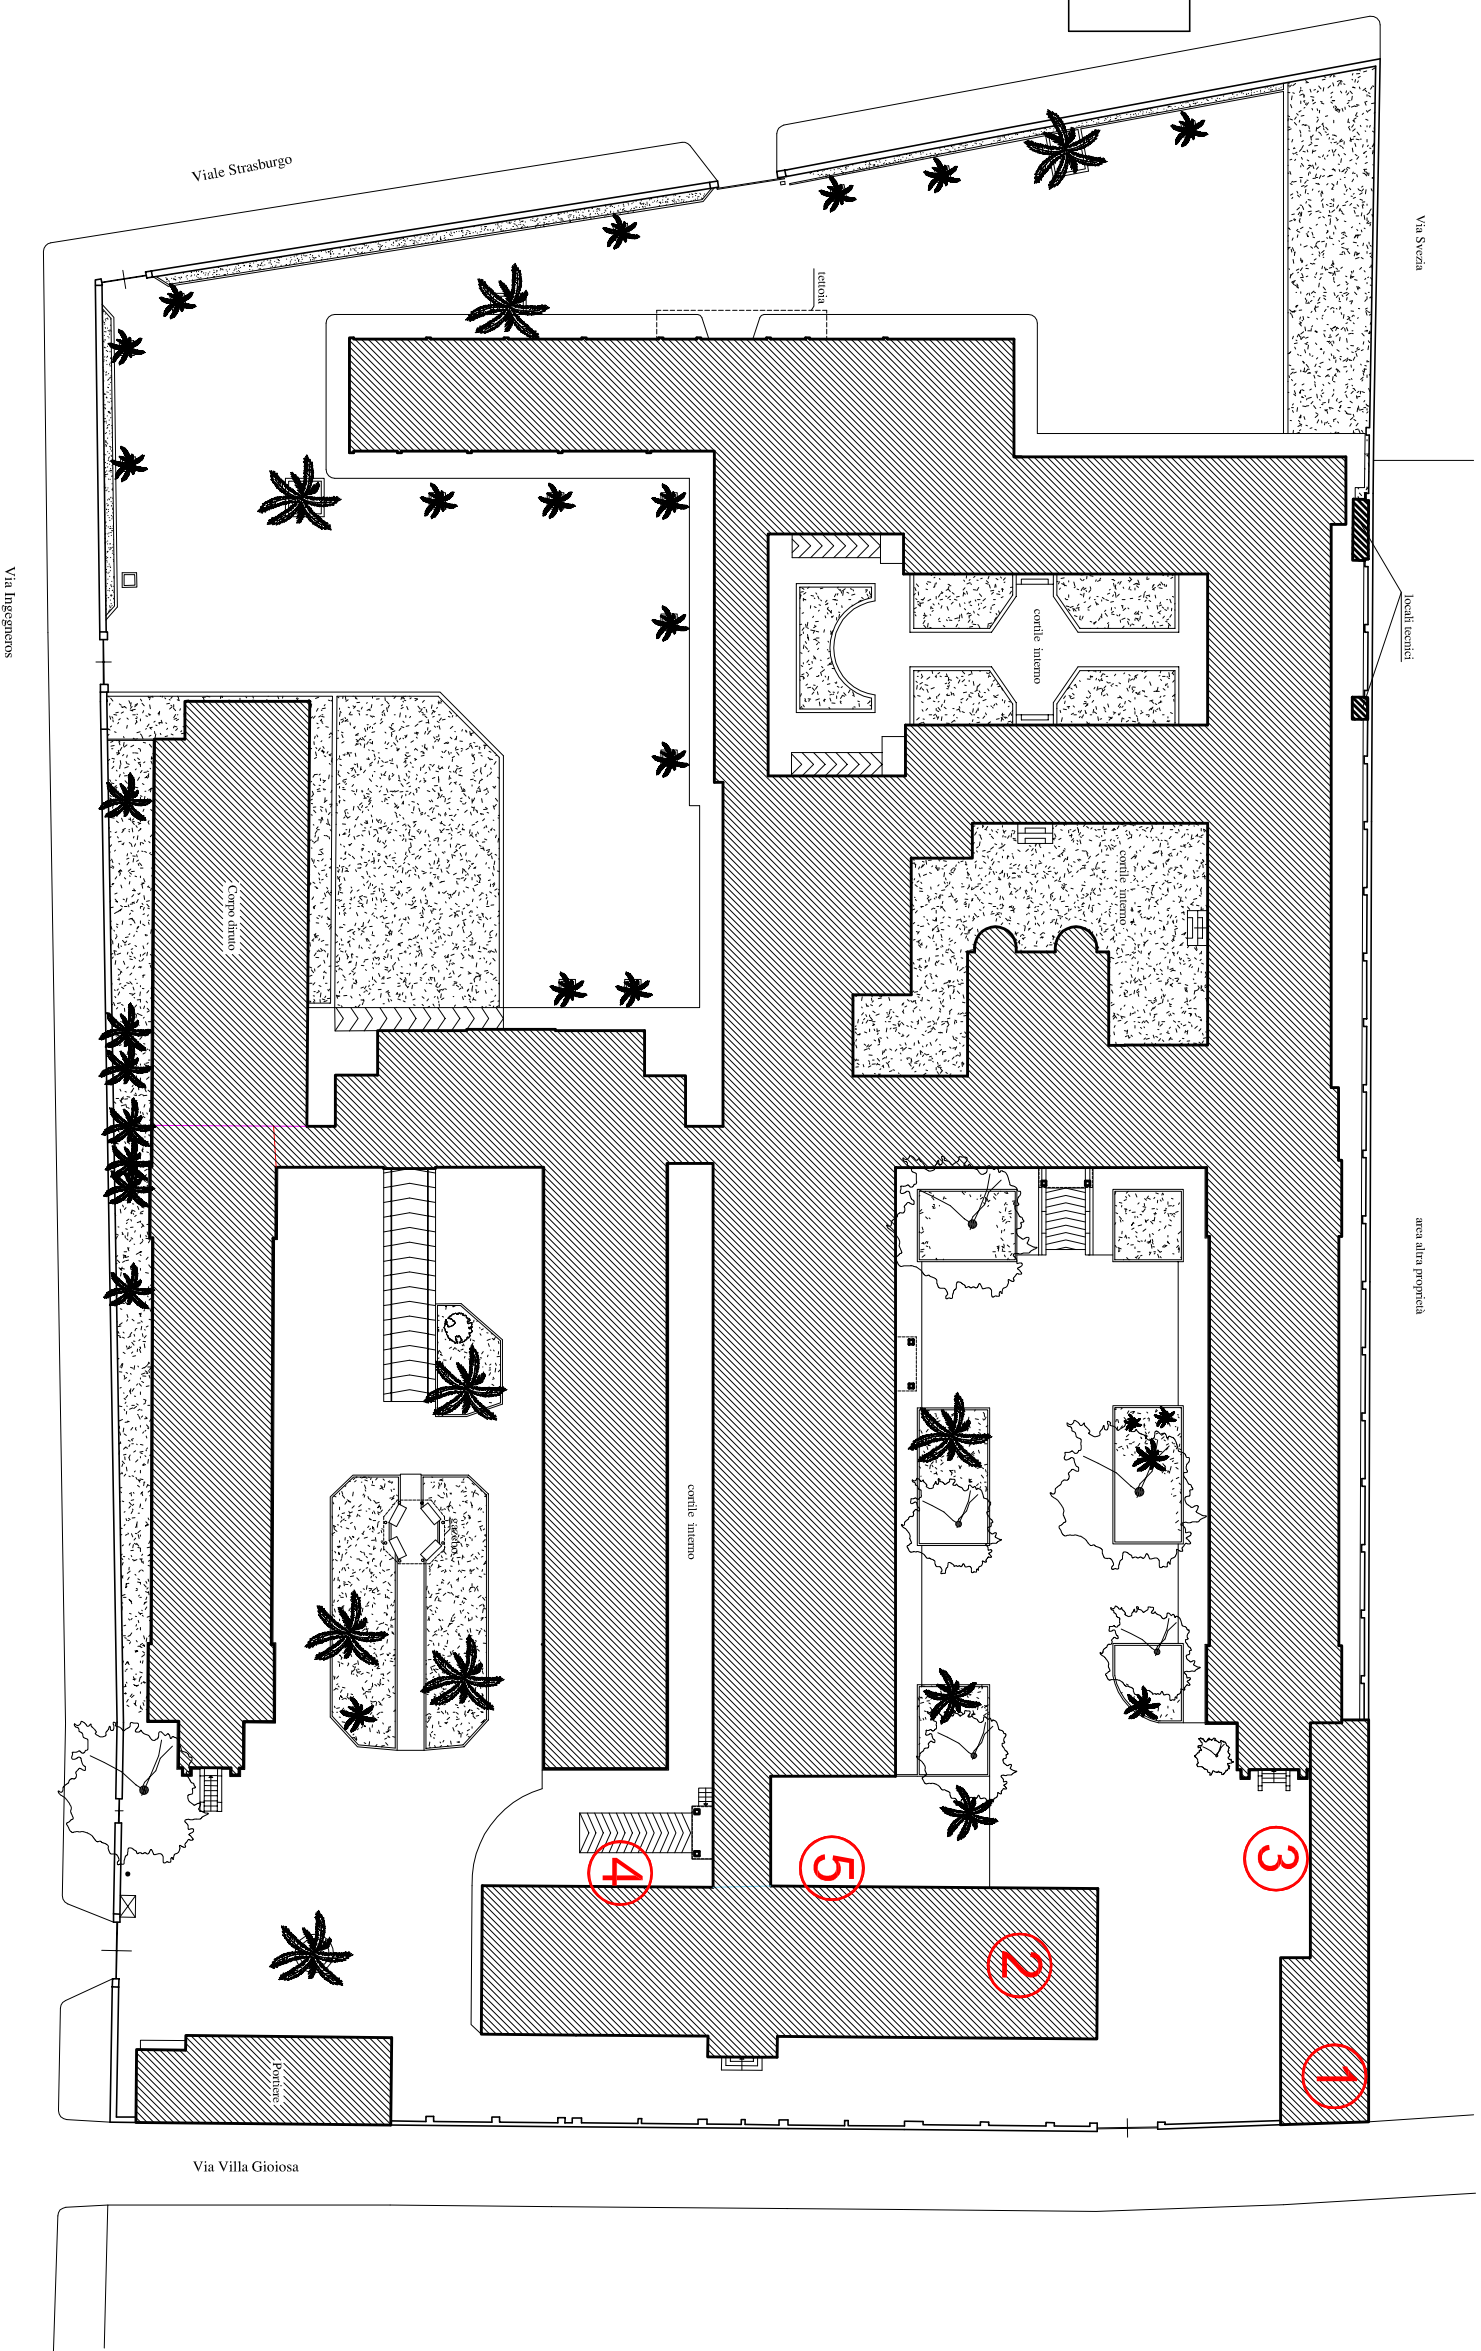 Viale Strasburgo
Via Svezia
tettoia
Via Ingegneros
locali tecnici
cortile interno
cortile interno
Corpo diruto
area altra proprietà
cortile interno
gazebo
4
5
3
2
1
Portiere
Via Villa Gioiosa